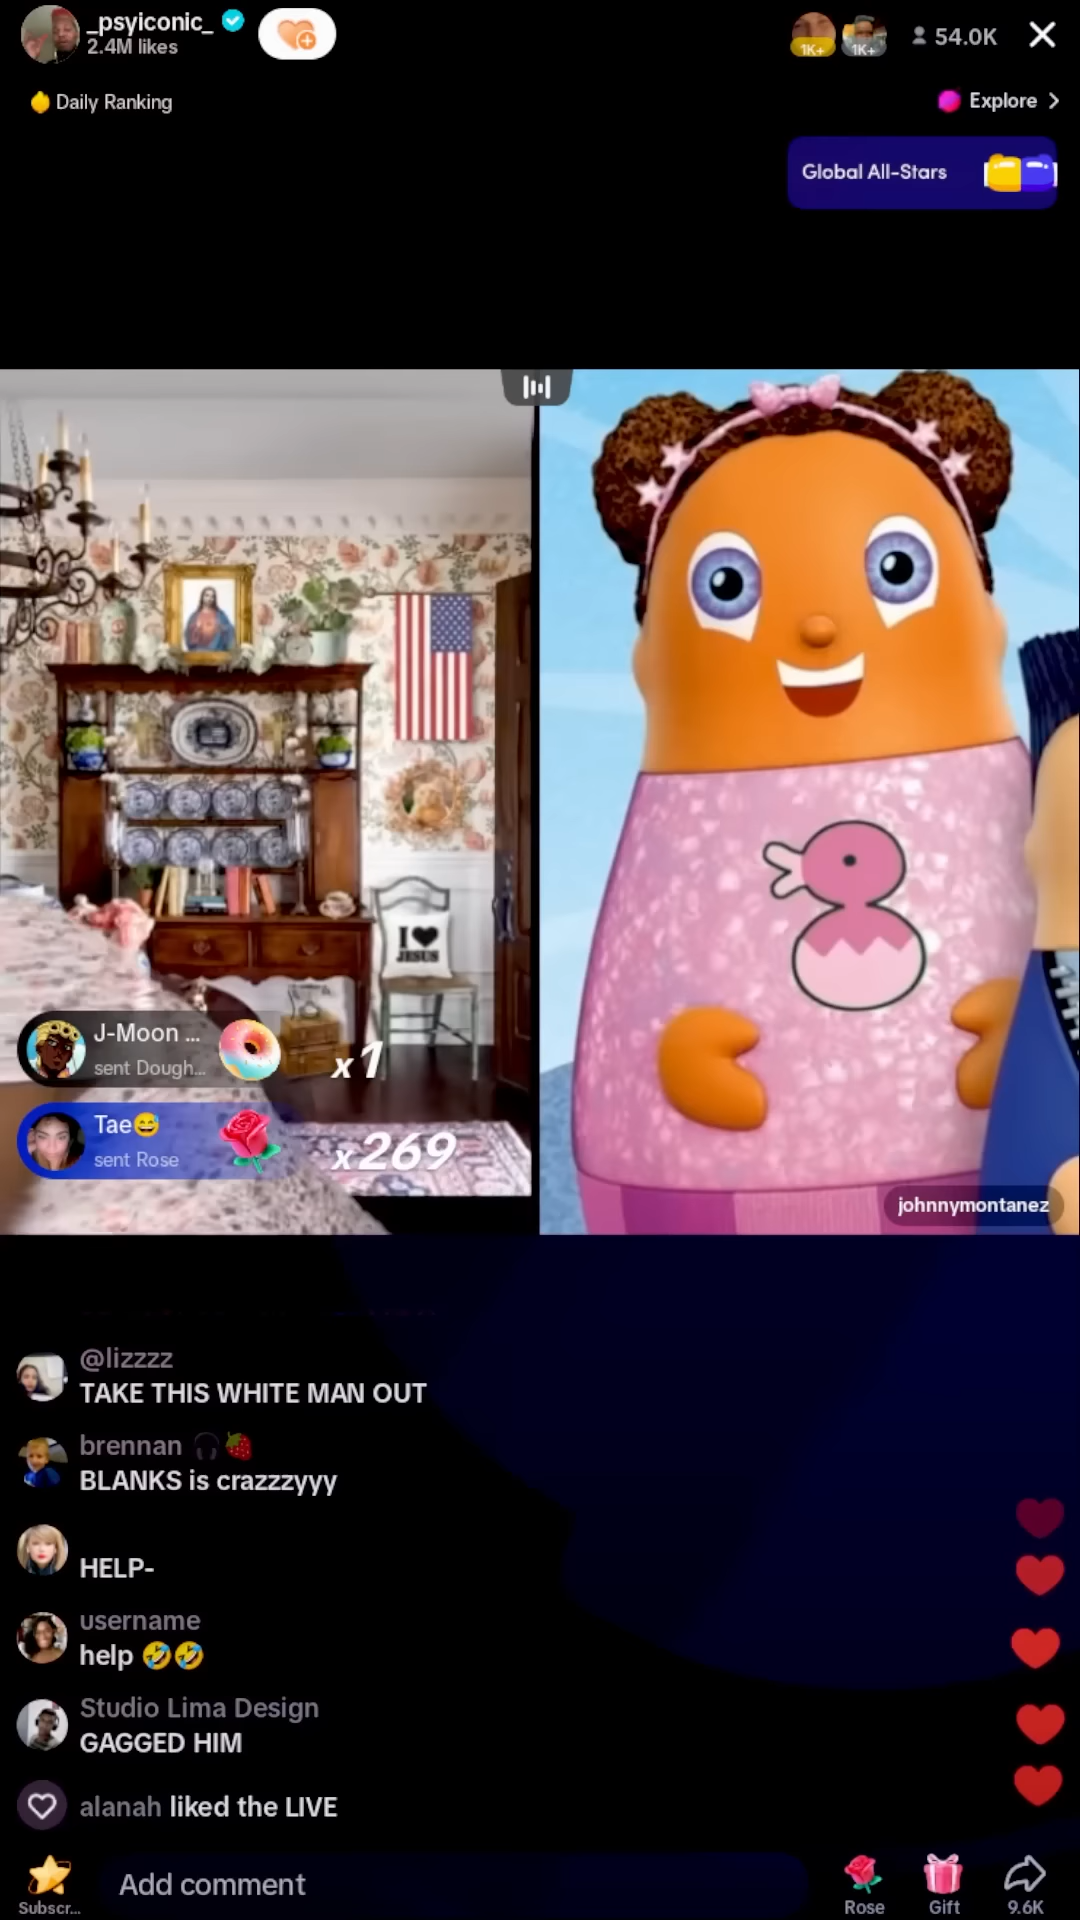 _psyiconic_
2.4M likes
1K+
1K+
54.0K
Daily Ranking
Explore
Global All-Stars
I ♥
JESUS
J-Moon ...
sent Dough...
x1
Tae😅
sent Rose
x269
johnnymontanez
@lizzzz
TAKE THIS WHITE MAN OUT
brennan 🎧🍓
BLANKS is crazzzyyy
HELP-
username
help 🤣🤣
Studio Lima Design
GAGGED HIM
alanah liked the LIVE
Subscr...
Add comment
Rose
Gift
9.6K